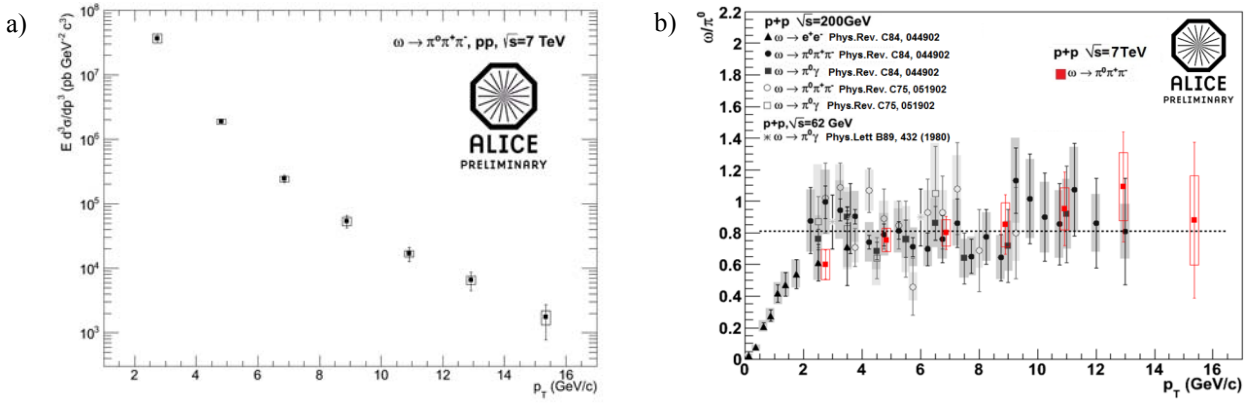 a)
E d³σ/dp³ (pb GeV⁻² c³)
10⁸
10⁷
10⁶
10⁵
10⁴
10³
ω → π⁰π⁺π⁻, pp, √s=7 TeV
ALICE
PRELIMINARY
2 4 6 8 10 12 14 16
p_T (GeV/c)
b)
ω/π⁰
2.2
2
1.8
1.6
1.4
1.2
1
0.8
0.6
0.4
0.2
0
p+p √s=200GeV
ω → e⁺e⁻ Phys.Rev. C84, 044902
ω → π⁰π⁺π⁻ Phys.Rev. C84, 044902
ω → π⁰γ Phys.Rev. C84, 044902
ω → π⁰π⁺π⁻ Phys.Rev. C75, 051902
ω → π⁰γ Phys.Rev. C75, 051902
p+p,√s=62 GeV
ω → π⁰γ Phys.Lett B89, 432 (1980)
p+p √s=7TeV
ω → π⁰π⁺π⁻
ALICE
PRELIMINARY
0 2 4 6 8 10 12 14 16
p_T (GeV/c)